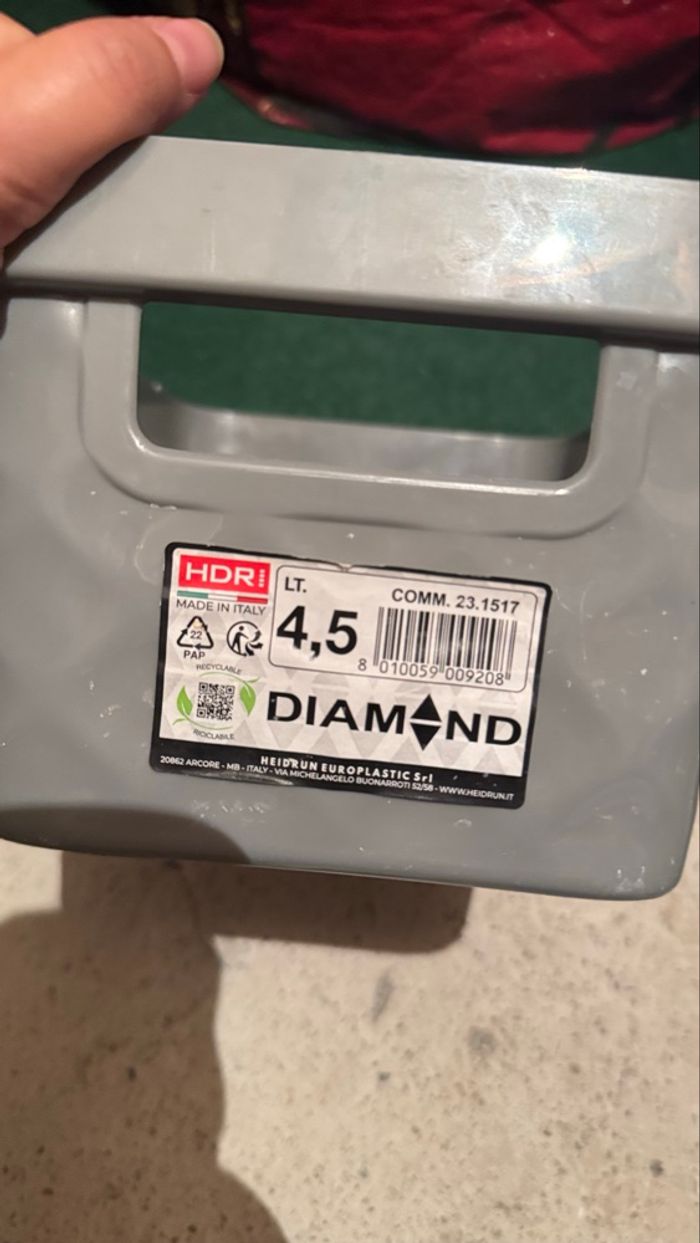 HDR
MADE IN ITALY
22
PAP
LT.
4,5
COMM. 23.1517
8 010059 009208
RECYCLABLE
RICICLABILE
DIAMOND
HEIDRUN EUROPLASTIC Srl
20862 ARCORE - MB - ITALY - VIA MICHELANGELO BUONARROTI 52/58 - WWW.HEIDRUN.IT